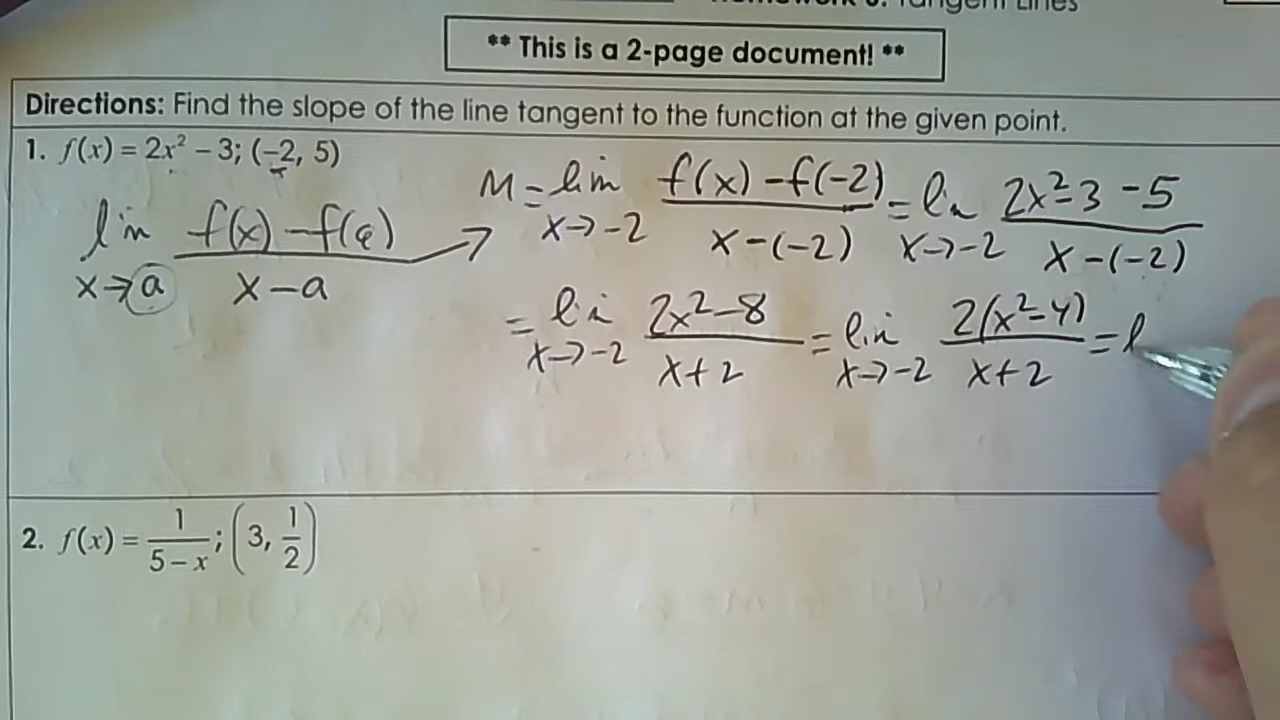 Tangent Lines
** This is a 2-page document! **
Directions: Find the slope of the line tangent to the function at the given point.
1. f(x) = 2x² – 3; (–2, 5)
lim x→a (f(x) – f(a))/(x – a)
M = lim x→-2 (f(x) – f(-2))/(x – (-2)) = lim x→-2 (2x² – 3 – 5)/(x – (-2))
= lim x→-2 (2x² – 8)/(x + 2) = lim x→-2 (2(x² – 4))/(x + 2) = l
2. f(x) = 1/(5 – x); (3, 1/2)